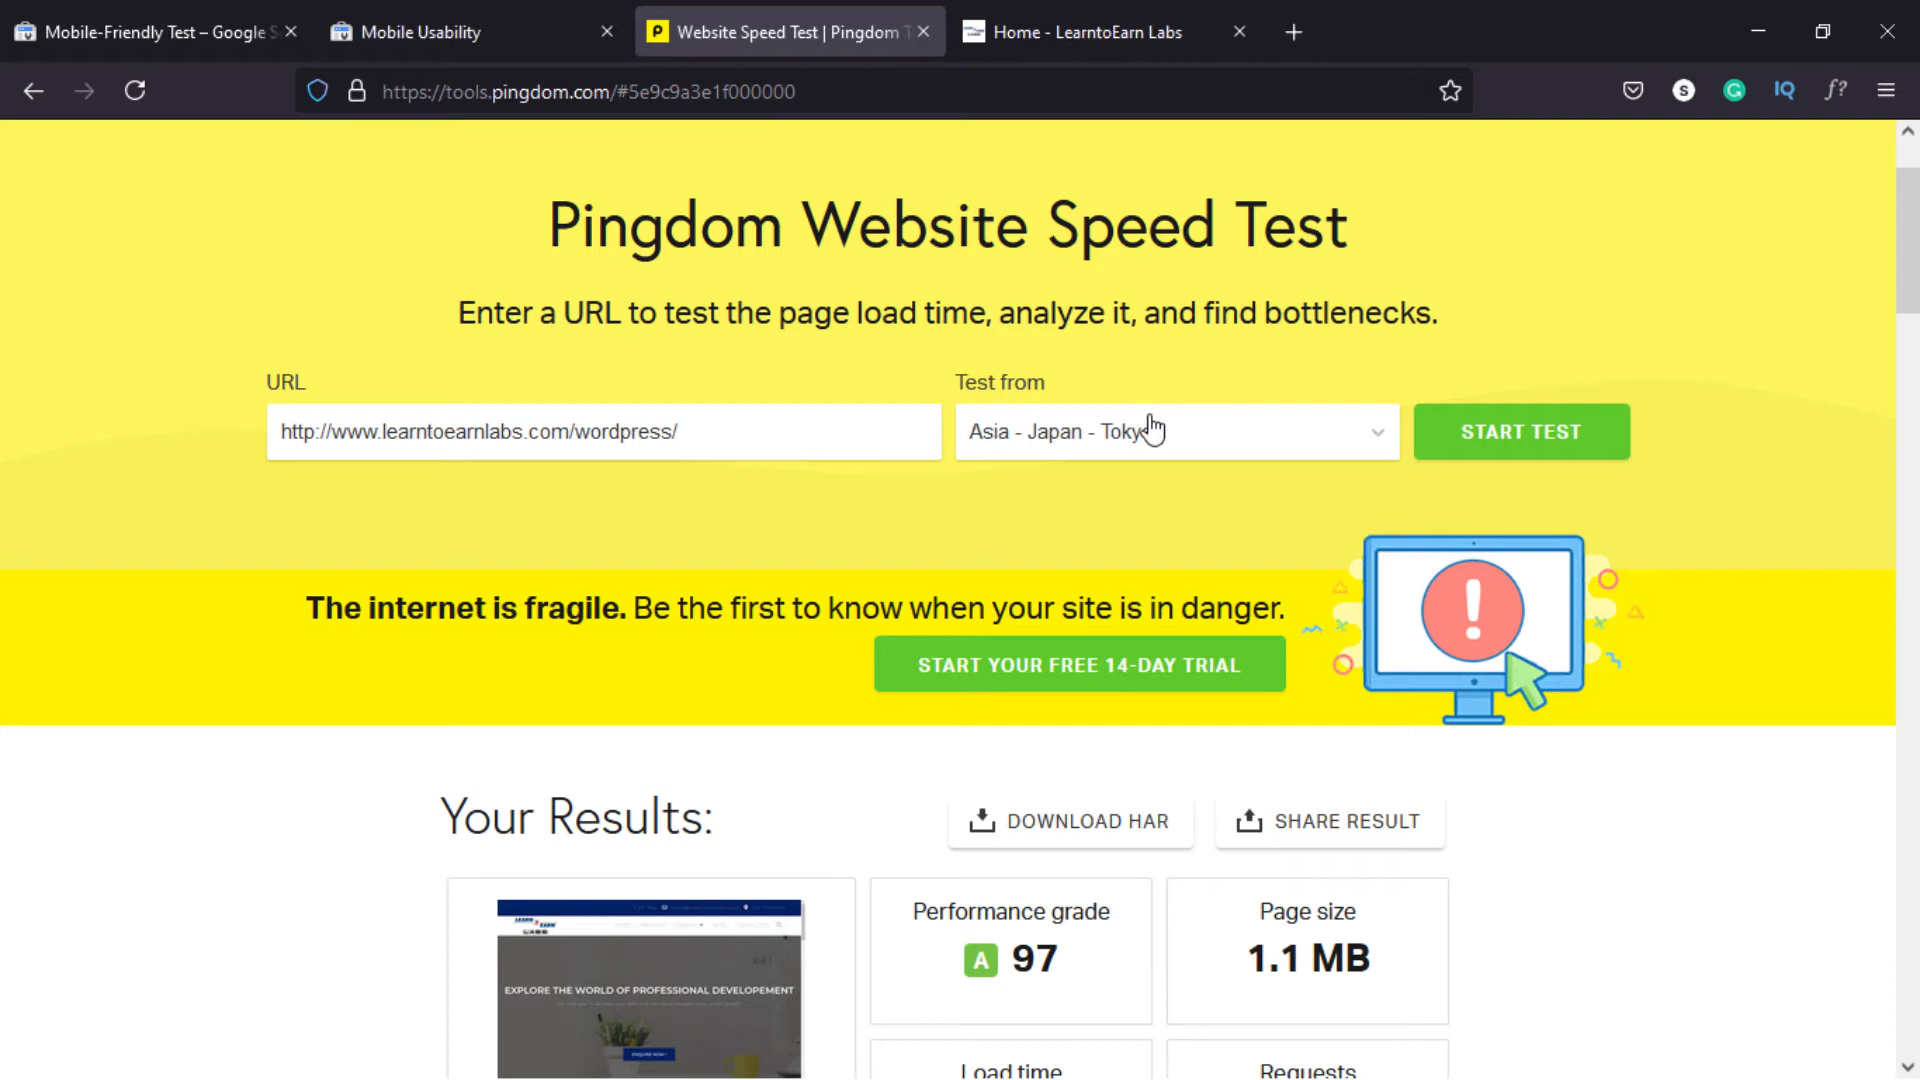 Mobile-Friendly Test – Google S
Mobile Usability
Website Speed Test | Pingdom T
Home - LearntoEarn Labs
https://tools.pingdom.com/#5e9c9a3e1f000000
S
IQ
f?
Pingdom Website Speed Test
Enter a URL to test the page load time, analyze it, and find bottlenecks.
URL
Test from
http://www.learntoearnlabs.com/wordpress/
Asia - Japan - Toky
START TEST
The internet is fragile. Be the first to know when your site is in danger.
START YOUR FREE 14-DAY TRIAL
Your Results:
DOWNLOAD HAR
SHARE RESULT
Performance grade
A 97
Page size
1.1 MB
EXPLORE THE WORLD OF PROFESSIONAL DEVELOPEMENT
ENQUIRE NOW !
Load time
Requests